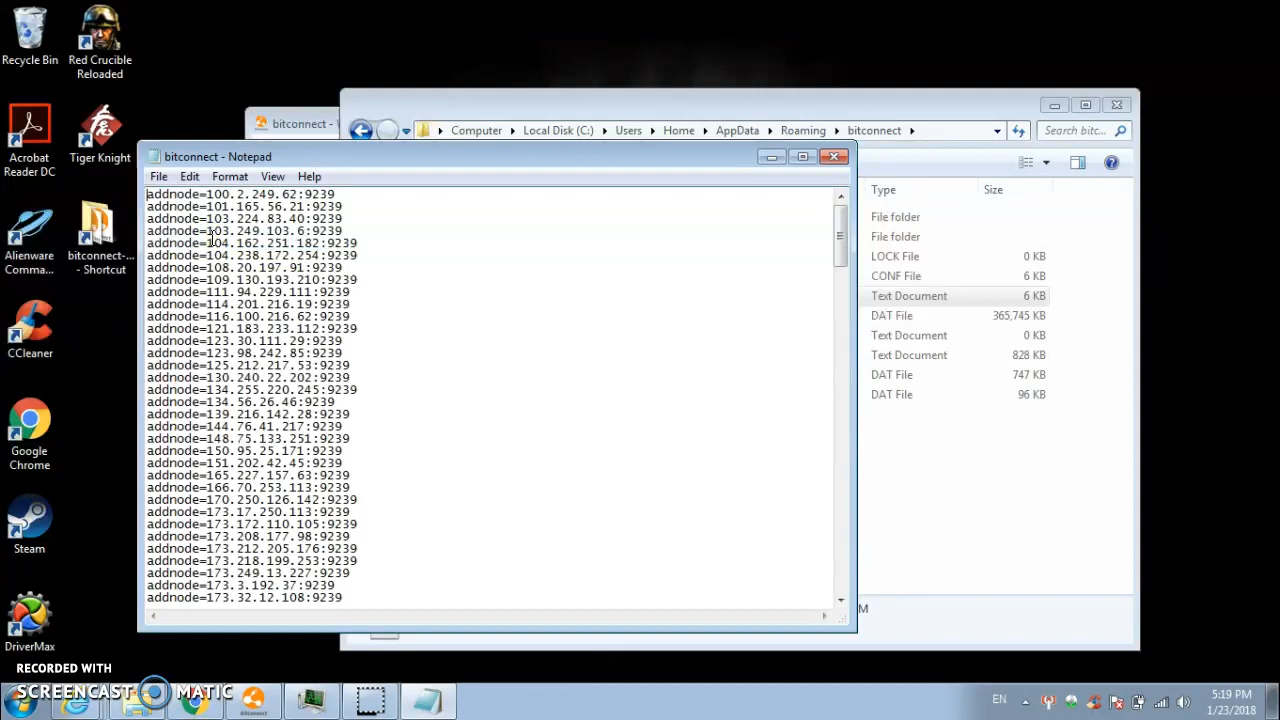 Recycle Bin
Red Crucible
Reloaded
Acrobat
Reader DC
Tiger Knight
Alienware
Comma...
bitconnect-...
- Shortcut
CCleaner
Google
Chrome
Steam
DriverMax
bitconnect -
Computer
Local Disk (C:)
Users
Home
AppData
Roaming
bitconnect
Search bitc...
Type
Size
File folder
File folder
LOCK File 0 KB
CONF File 6 KB
Text Document 6 KB
DAT File 365,745 KB
Text Document 0 KB
Text Document 828 KB
DAT File 747 KB
DAT File 96 KB
M
bitconnect - Notepad
File Edit Format View Help
addnode=100.2.249.62:9239
addnode=101.165.56.21:9239
addnode=103.224.83.40:9239
addnode=103.249.103.6:9239
addnode=104.162.251.182:9239
addnode=104.238.172.254:9239
addnode=108.20.197.91:9239
addnode=109.130.193.210:9239
addnode=111.94.229.111:9239
addnode=114.201.216.19:9239
addnode=116.100.216.62:9239
addnode=121.183.233.112:9239
addnode=123.30.111.29:9239
addnode=123.98.242.85:9239
addnode=125.212.217.53:9239
addnode=130.240.22.202:9239
addnode=134.255.220.245:9239
addnode=134.56.26.46:9239
addnode=139.216.142.28:9239
addnode=144.76.41.217:9239
addnode=148.75.133.251:9239
addnode=150.95.25.171:9239
addnode=151.202.42.45:9239
addnode=165.227.157.63:9239
addnode=166.70.253.113:9239
addnode=170.250.126.142:9239
addnode=173.17.250.113:9239
addnode=173.172.110.105:9239
addnode=173.208.177.98:9239
addnode=173.212.205.176:9239
addnode=173.218.199.253:9239
addnode=173.249.13.227:9239
addnode=173.3.192.37:9239
addnode=173.32.12.108:9239
RECORDED WITH
SCREENCAST MATIC
bitconnect
EN
5:19 PM
1/23/2018